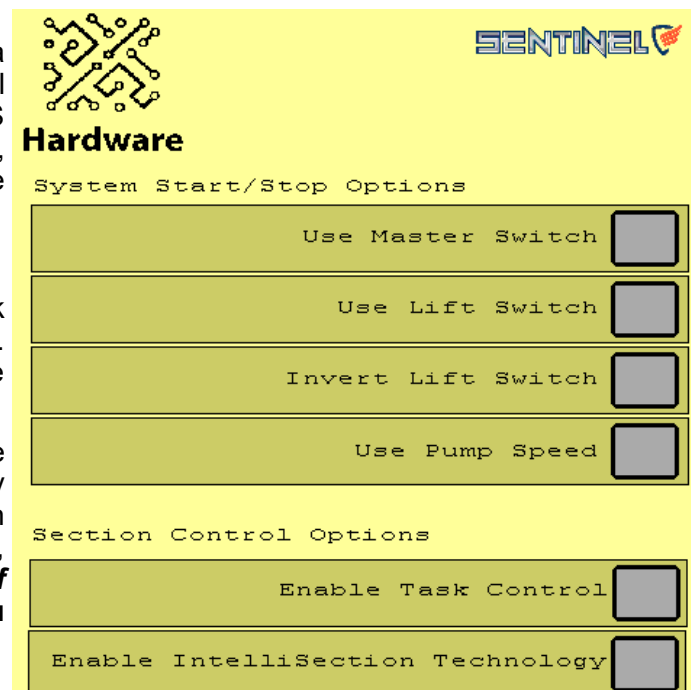 SENTINEL
Hardware
System Start/Stop Options
Use Master Switch
Use Lift Switch
Invert Lift Switch
Use Pump Speed
Section Control Options
Enable Task Control
Enable IntelliSection Technology